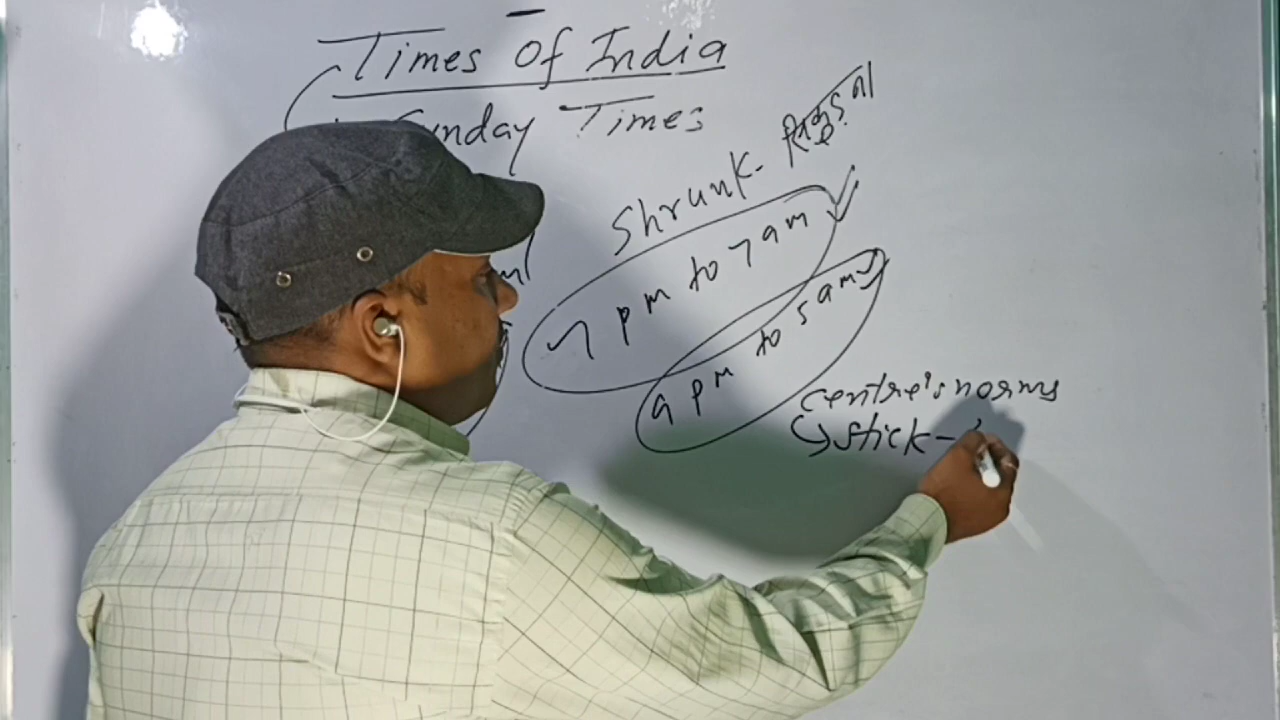 Times Of India
Sunday Times
Shrunk- सिकुड़ना
7 pm to 7 am
9 pm to 5 am
Centre's norms
stick-